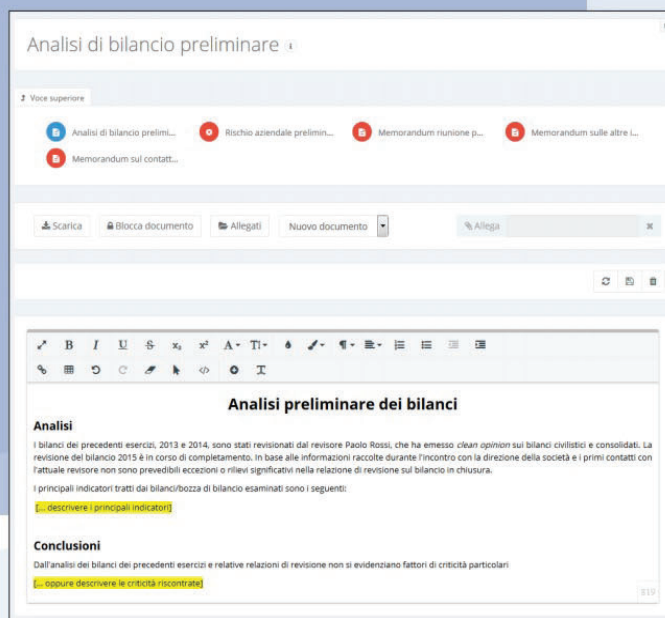 Analisi di bilancio preliminare
Voce superiore
Analisi di bilancio prelimi...
Rischio aziendale prelimin...
Memorandum riunione p...
Memorandum sulle altre i...
Memorandum sul contatt...
Scarica
Blocca documento
Allegati
Nuovo documento
Allega
Analisi preliminare dei bilanci
Analisi
I bilanci dei precedenti esercizi, 2013 e 2014, sono stati revisionati dal revisore Paolo Rossi, che ha emesso clean opinion sui bilanci civilistici e consolidati. La
revisione del bilancio 2015 è in corso di completamento. In base alle informazioni raccolte durante l'incontro con la direzione della società e i primi contatti con
l'attuale revisore non sono prevedibili eccezioni o rilievi significativi nella relazione di revisione sul bilancio in chiusura.
I principali indicatori tratti dai bilanci/bozza di bilancio esaminati sono i seguenti:
[... descrivere i principali indicatori]
Conclusioni
Dall'analisi dei bilanci dei precedenti esercizi e relative relazioni di revisione non si evidenziano fattori di criticità particolari
[... oppure descrivere le criticità riscontrate]
819